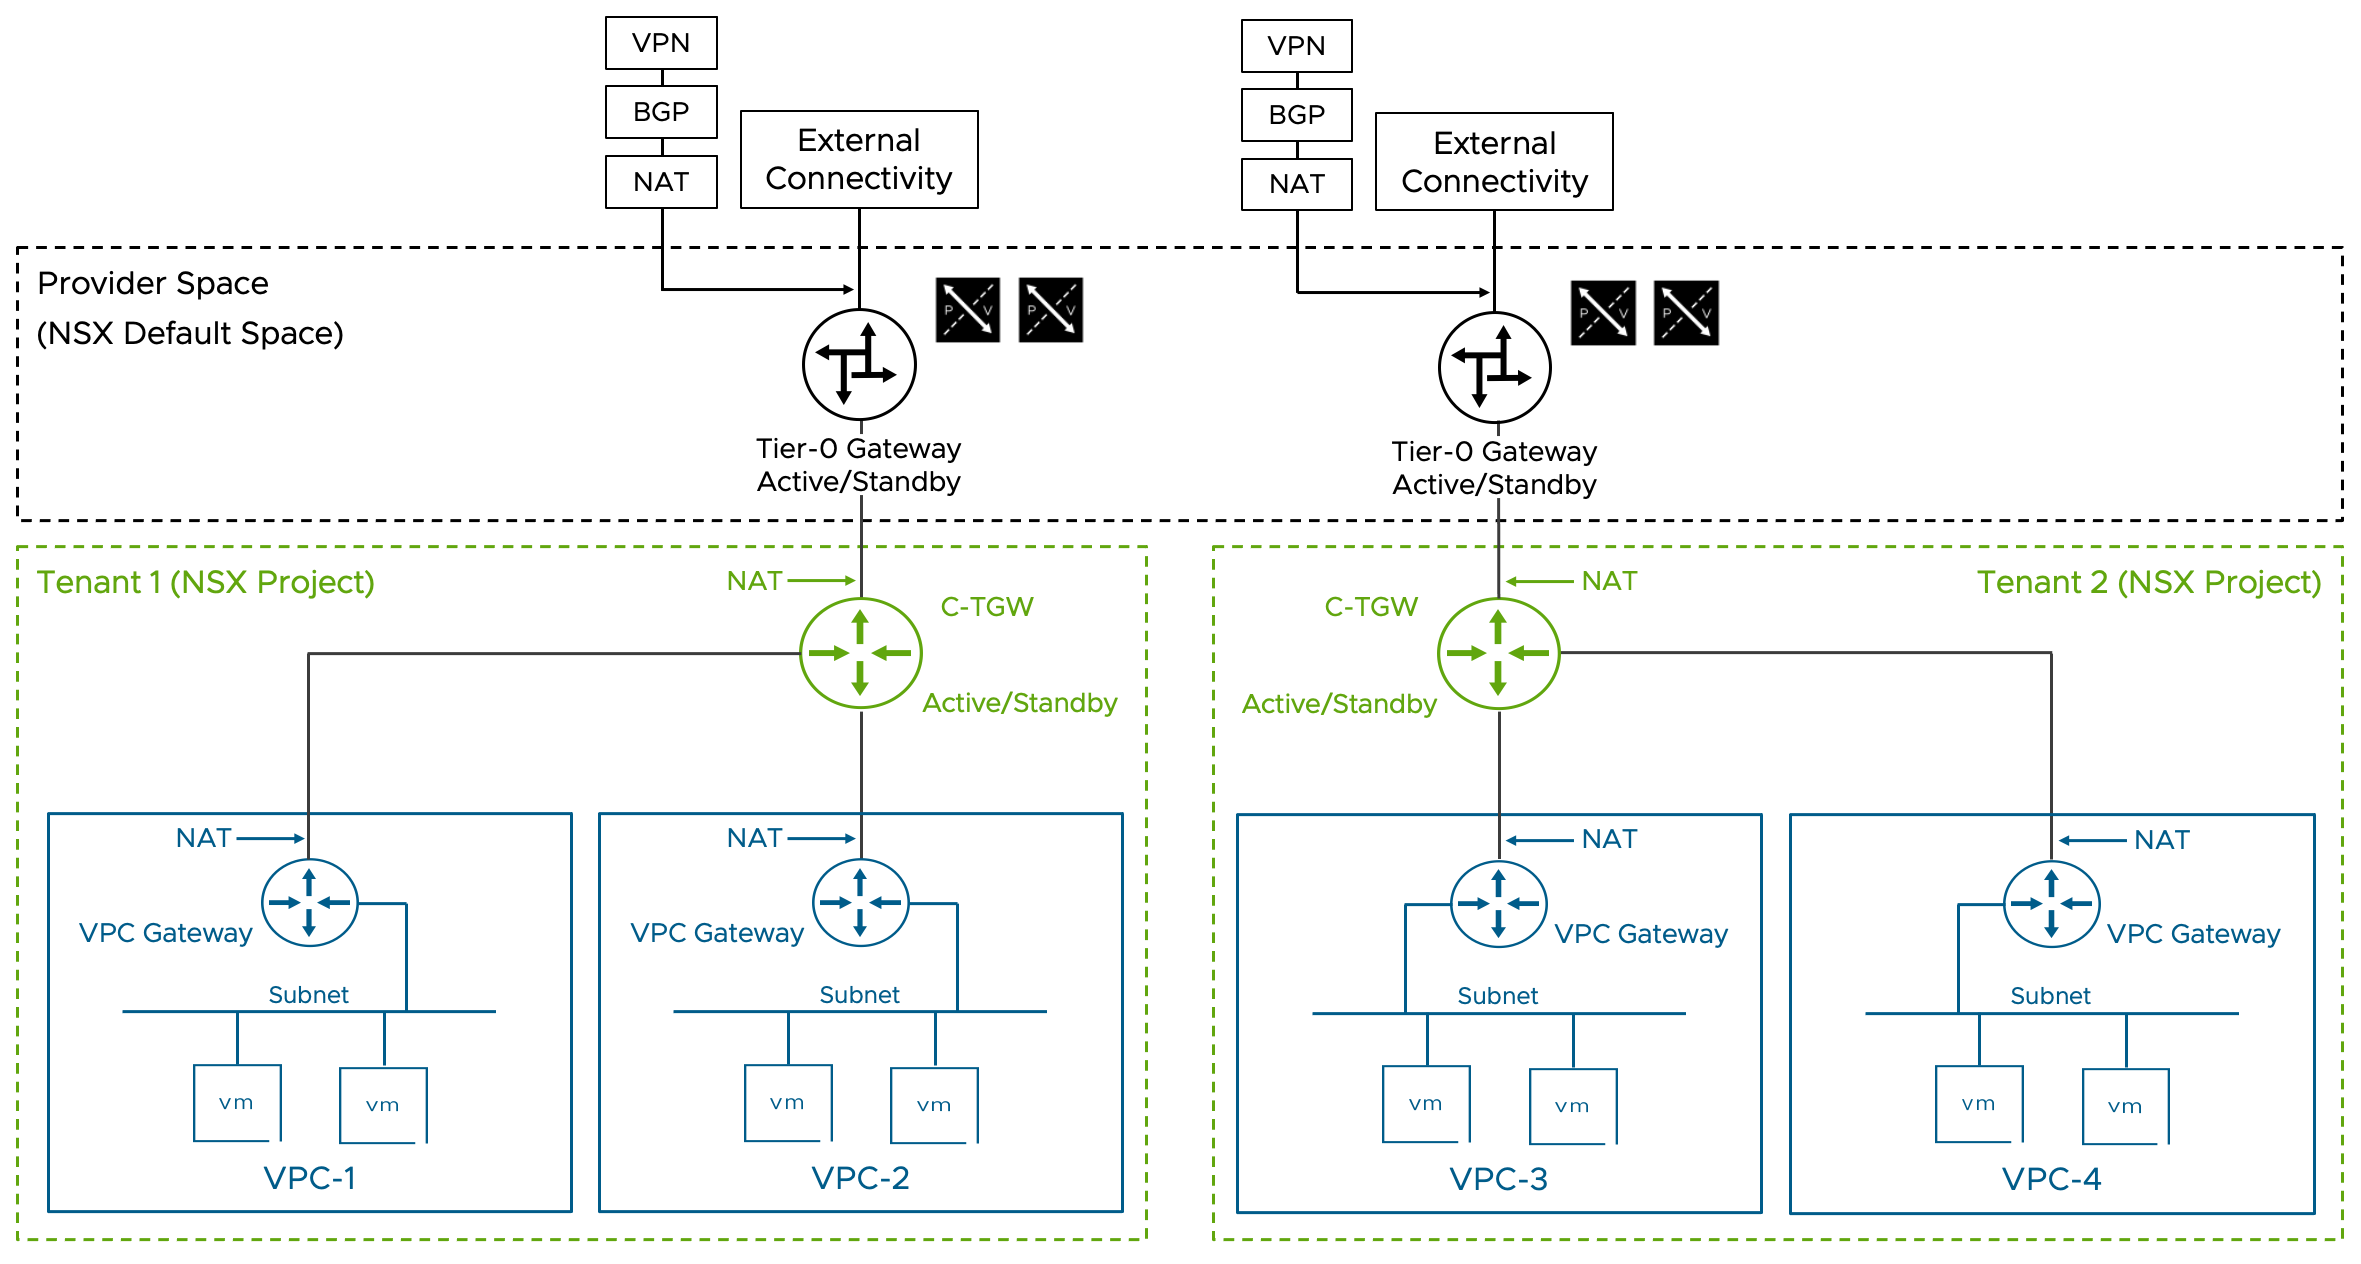 VPN
BGP
NAT
External
Connectivity
VPN
BGP
NAT
External
Connectivity
Provider Space
(NSX Default Space)
P V
P V
P V
P V
Tier-0 Gateway
Active/Standby
Tier-0 Gateway
Active/Standby
Tenant 1 (NSX Project)
NAT
C-TGW
Active/Standby
C-TGW
NAT
Tenant 2 (NSX Project)
Active/Standby
NAT
VPC Gateway
Subnet
vm
vm
VPC-1
NAT
VPC Gateway
Subnet
vm
vm
VPC-2
NAT
VPC Gateway
Subnet
vm
vm
VPC-3
NAT
VPC Gateway
Subnet
vm
vm
VPC-4